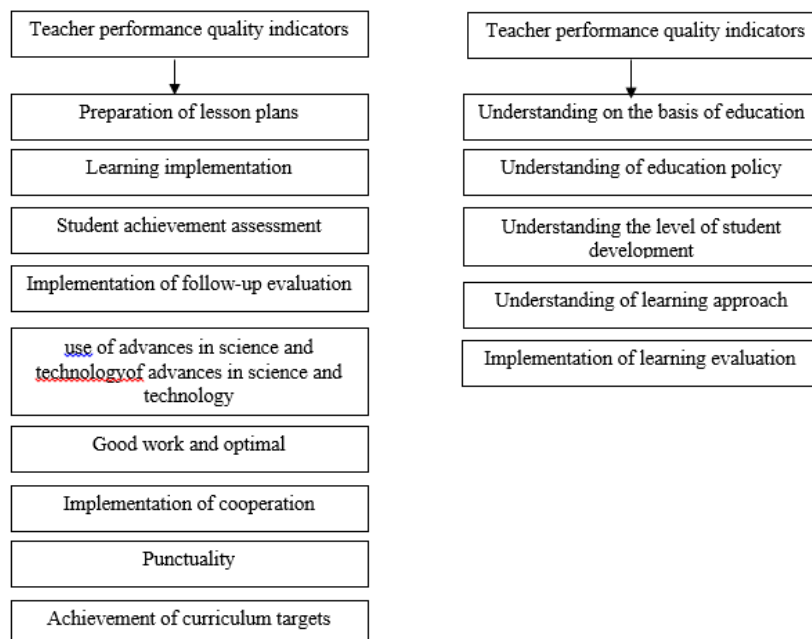 Teacher performance quality indicators
Preparation of lesson plans
Learning implementation
Student achievement assessment
Implementation of follow-up evaluation
use of advances in science and
technologyof advances in science and
technology
Good work and optimal
Implementation of cooperation
Punctuality
Achievement of curriculum targets
Teacher performance quality indicators
Understanding on the basis of education
Understanding of education policy
Understanding the level of student
development
Understanding of learning approach
Implementation of learning evaluation